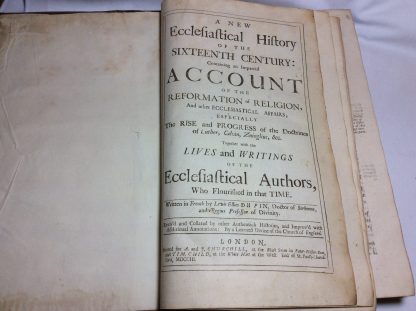 A NEW
Ecclesiastical History
OF THE
SIXTEENTH CENTURY:
Containing an Impartial
ACCOUNT
OF THE
REFORMATION of RELIGION,
And other ECCLESIASTICAL AFFAIRS;
ESPECIALLY
The RISE and PROGRESS of the Doctrines
of Luther, Calvin, Zuinglius, &c.
Together with the
LIVES and WRITINGS
OF THE
Ecclesiastical Authors,
Who Flourished in that TIME.
Written in French by Lewis Ellies DU PIN, Doctor of Sorbonne,
and Regius Professor of Divinity.
and Collated by other Authentick Histories, and Improv'd with
Additional Annotations: By a Learned Divine of the Church of England.
LONDON,
Printed for A. and J. CHURCHILL, at the Black Swan in Pater-Noster-Row,
and TIM. CHILD, at the White Hart at the West End of St. Paul's Church
Yard, MDCCIII.